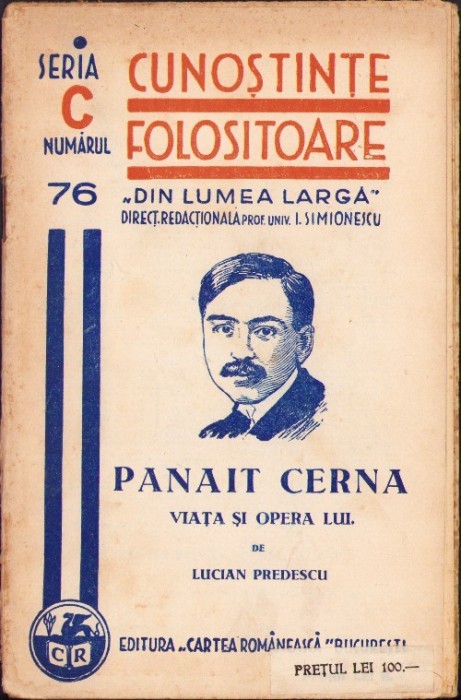 SERIA
C
NUMĂRUL
76
CUNOȘTINȚE
FOLOSITOARE
„DIN LUMEA LARGĂ"
DIRECȚ. REDACȚIONALĂ PROF. UNIV. I. SIMIONESCU
PANAIT CERNA
VIAȚA ȘI OPERA LUI.
DE
LUCIAN PREDESCU
C R
EDITURA „CARTEA ROMÂNEASCĂ" BUCUREȘTI
PREȚUL LEI 100.—